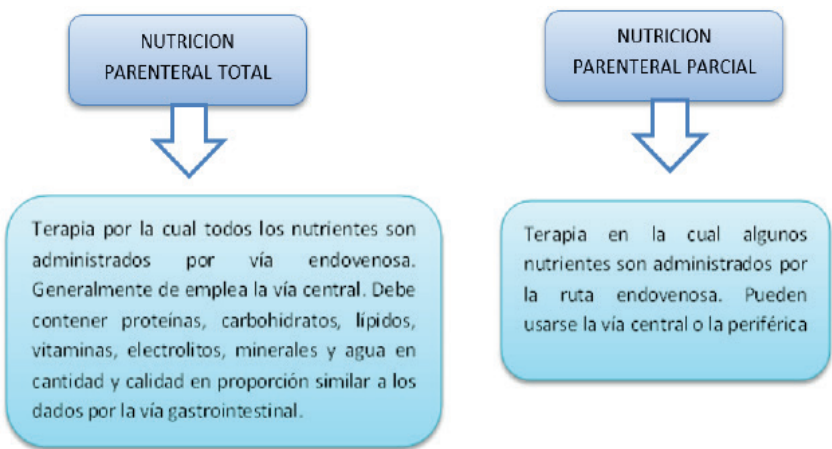 NUTRICION
PARENTERAL TOTAL
Terapia por la cual todos los nutrientes son
administrados por vía endovenosa.
Generalmente de emplea la vía central. Debe
contener proteínas, carbohidratos, lípidos,
vitaminas, electrolitos, minerales y agua en
cantidad y calidad en proporción similar a los
dados por la vía gastrointestinal.
NUTRICION
PARENTERAL PARCIAL
Terapia en la cual algunos
nutrientes son administrados por
la ruta endovenosa. Pueden
usarse la vía central o la periférica